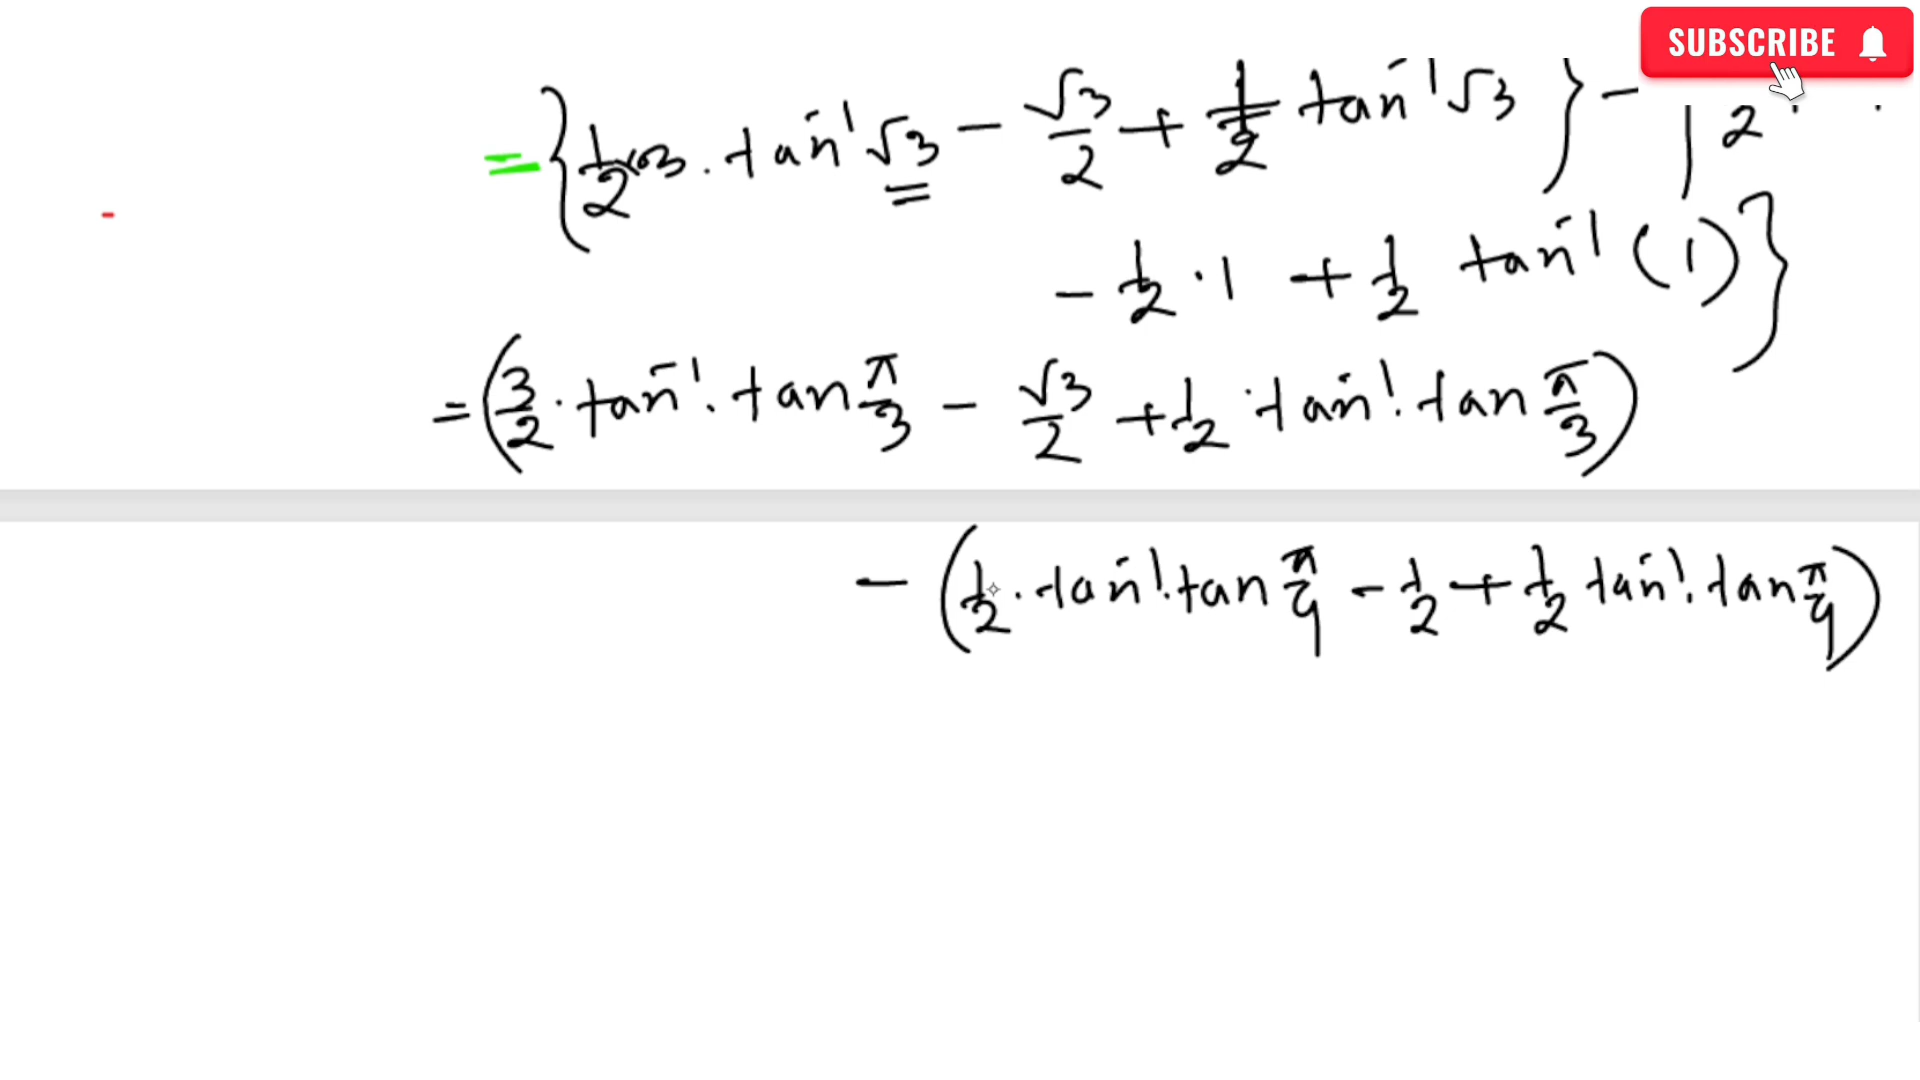 SUBSCRIBE
= { 1/2 × 3 . tan⁻¹ √3 − √3/2 + 1/2 tan⁻¹ √3 } −
2
− 1/2 · 1 + 1/2 tan⁻¹ (1) }
= ( 3/2 · tan⁻¹ . tan π/3 − √3/2 + 1/2 · tan⁻¹ . tan π/3 )
− ( 1/2 · tan⁻¹ . tan π/4 − 1/2 + 1/2 tan⁻¹ . tan π/4 )